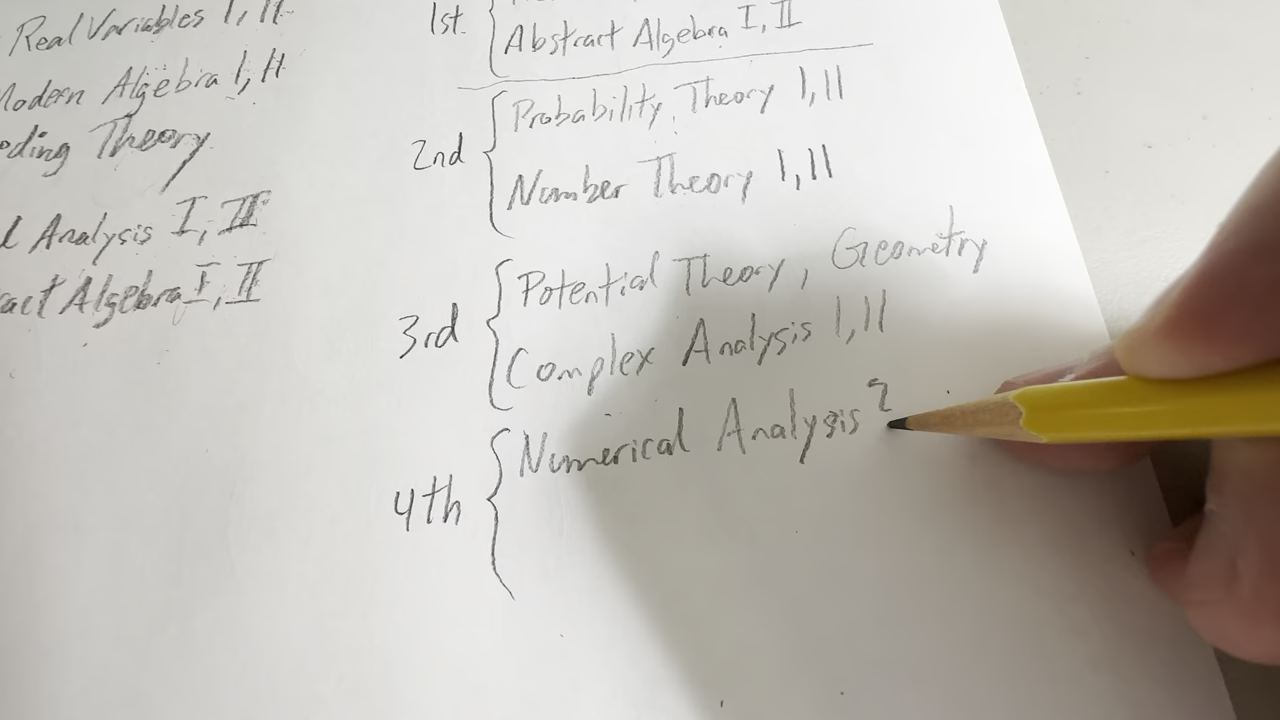 Real Variables I, II
Modern Algebra I, II
Theory
Analysis I, II
Algebra I, II
1st
Abstract Algebra I, II
2nd
Probability Theory I, II
Number Theory I, II
3rd
Potential Theory, Geometry
Complex Analysis I, II
4th
Numerical Analysis ?